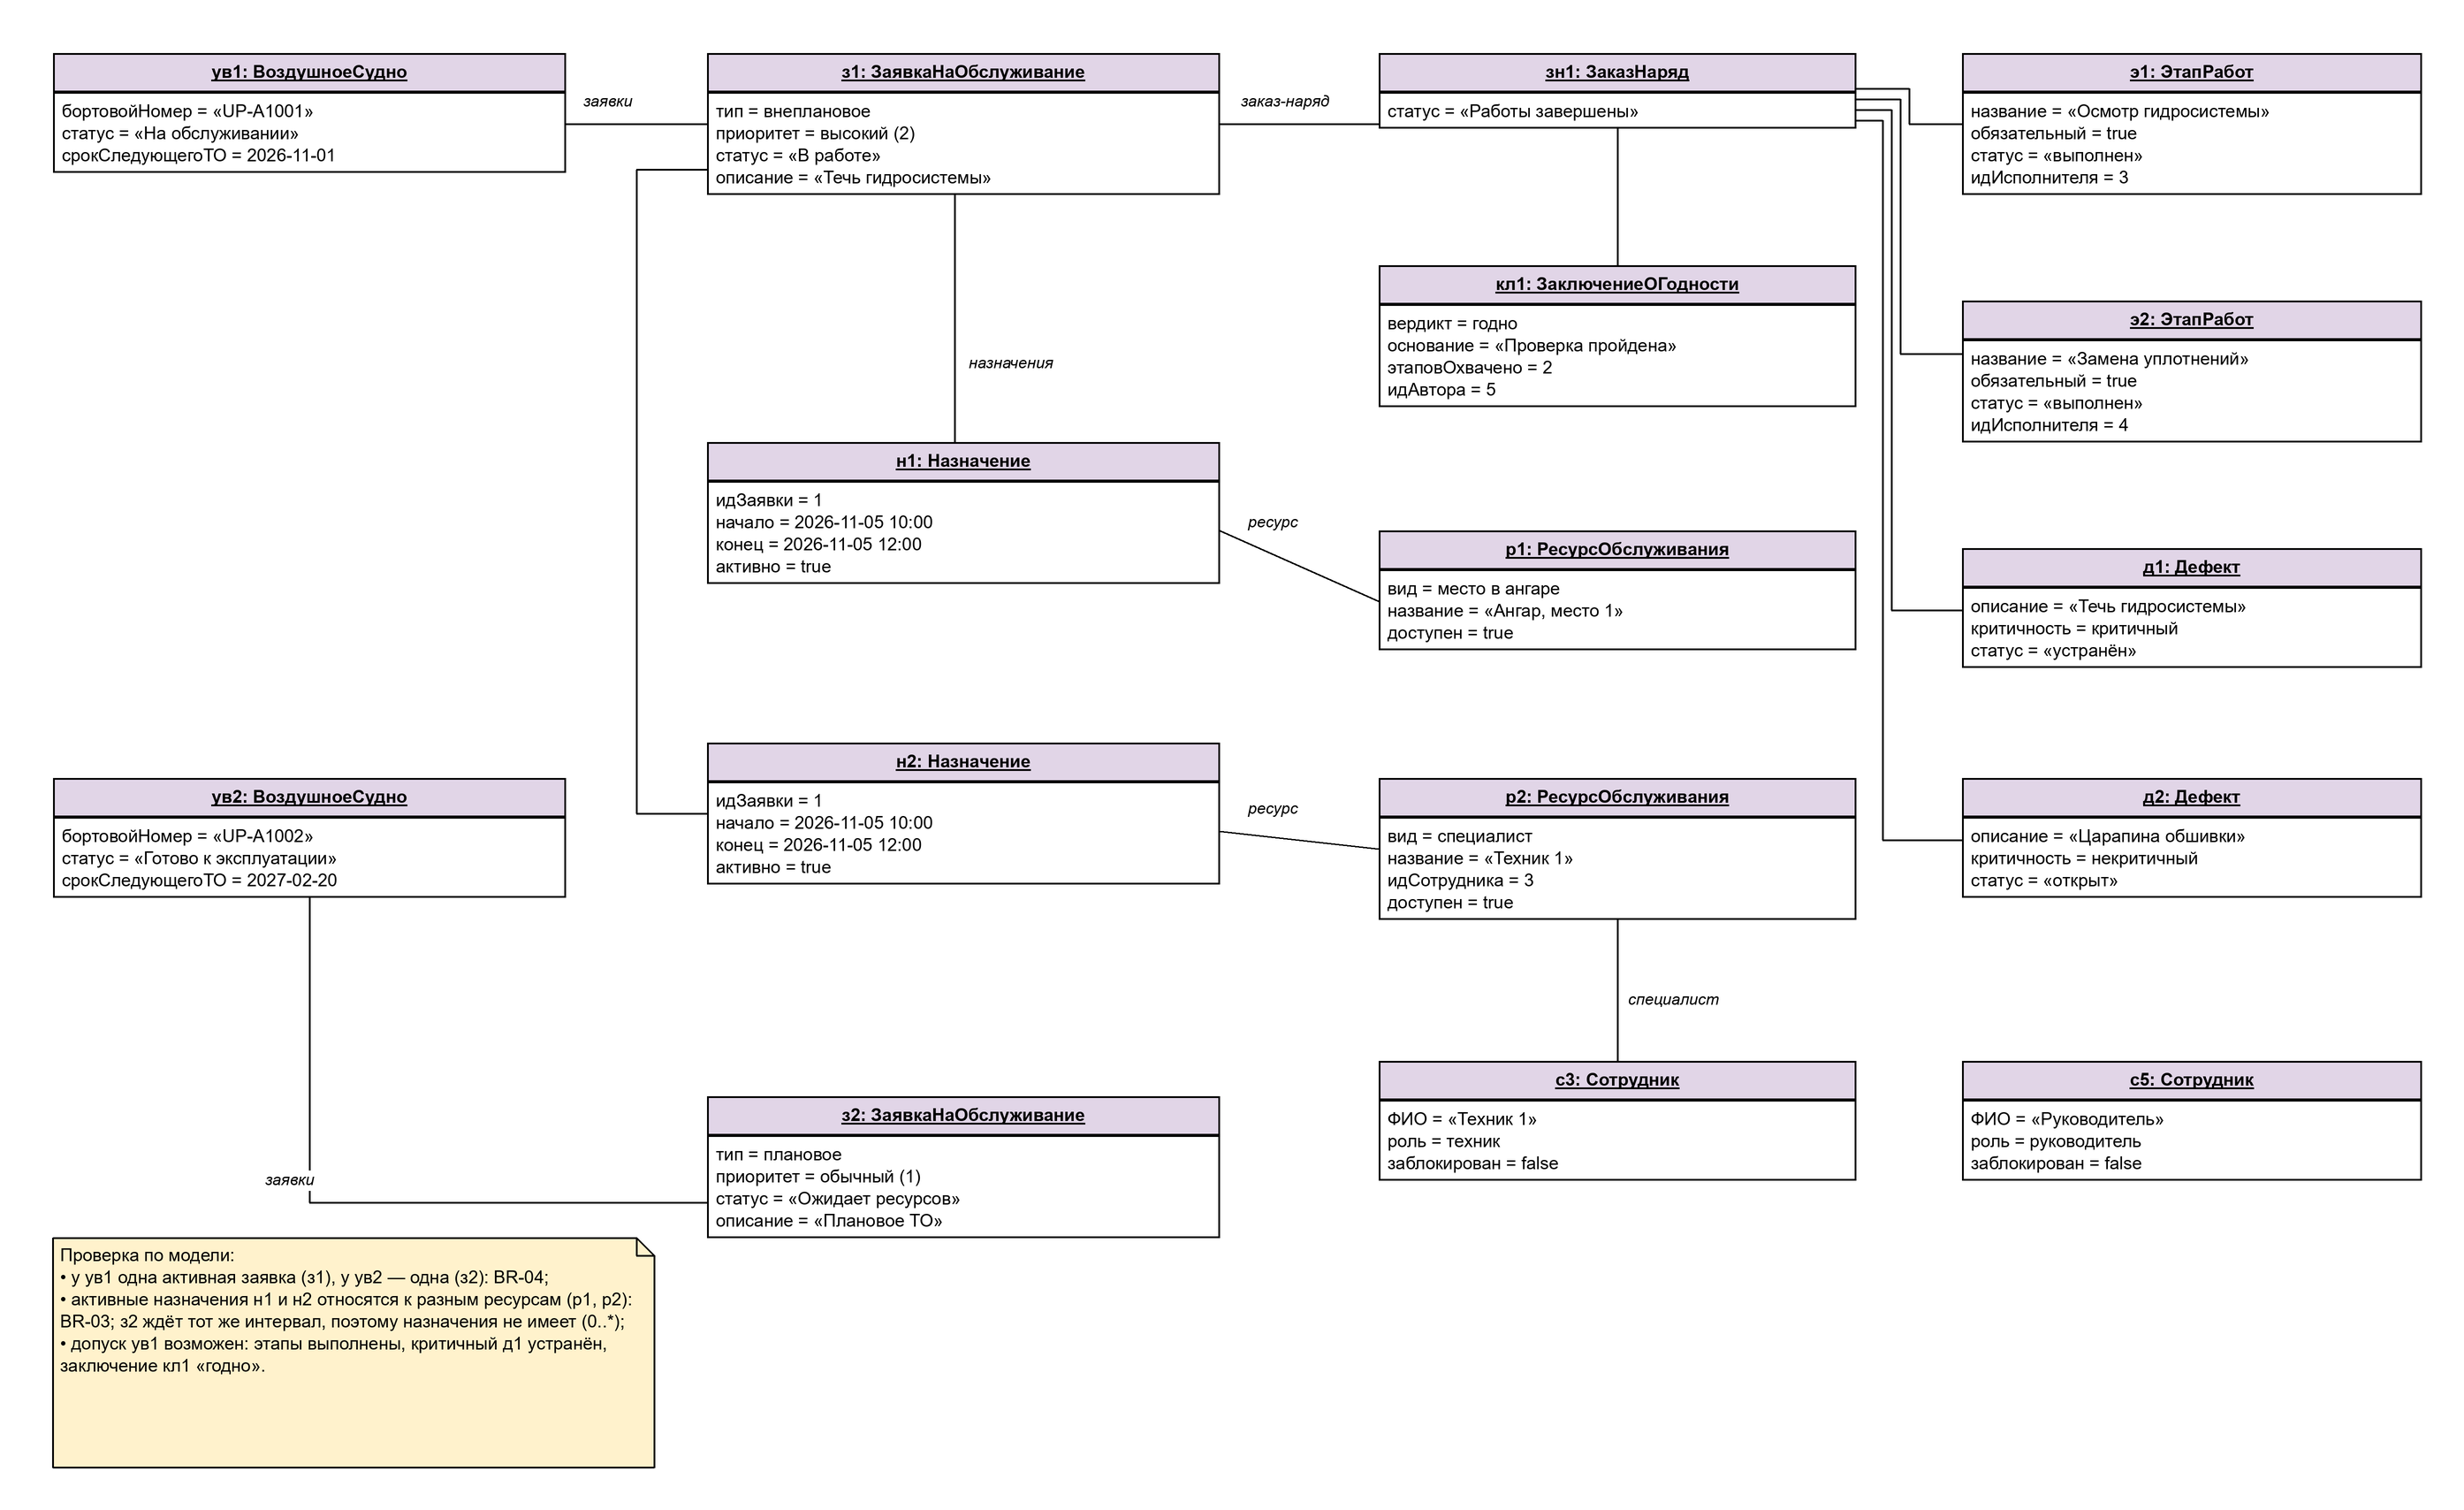 ув1: ВоздушноеСудно
бортовойНомер = «UP-A1001»
статус = «На обслуживании»
срокСледующегоТО = 2026-11-01
заявки
з1: ЗаявкаНаОбслуживание
тип = внеплановое
приоритет = высокий (2)
статус = «В работе»
описание = «Течь гидросистемы»
заказ-наряд
зн1: ЗаказНаряд
статус = «Работы завершены»
э1: ЭтапРабот
название = «Осмотр гидросистемы»
обязательный = true
статус = «выполнен»
идИсполнителя = 3
кл1: ЗаключениеОГодности
вердикт = годно
основание = «Проверка пройдена»
этаповОхвачено = 2
идАвтора = 5
э2: ЭтапРабот
название = «Замена уплотнений»
обязательный = true
статус = «выполнен»
идИсполнителя = 4
назначения
н1: Назначение
идЗаявки = 1
начало = 2026-11-05 10:00
конец = 2026-11-05 12:00
активно = true
ресурс
р1: РесурсОбслуживания
вид = место в ангаре
название = «Ангар, место 1»
доступен = true
д1: Дефект
описание = «Течь гидросистемы»
критичность = критичный
статус = «устранён»
ув2: ВоздушноеСудно
бортовойНомер = «UP-A1002»
статус = «Готово к эксплуатации»
срокСледующегоТО = 2027-02-20
н2: Назначение
идЗаявки = 1
начало = 2026-11-05 10:00
конец = 2026-11-05 12:00
активно = true
ресурс
р2: РесурсОбслуживания
вид = специалист
название = «Техник 1»
идСотрудника = 3
доступен = true
д2: Дефект
описание = «Царапина обшивки»
критичность = некритичный
статус = «открыт»
специалист
заявки
з2: ЗаявкаНаОбслуживание
тип = плановое
приоритет = обычный (1)
статус = «Ожидает ресурсов»
описание = «Плановое ТО»
с3: Сотрудник
ФИО = «Техник 1»
роль = техник
заблокирован = false
с5: Сотрудник
ФИО = «Руководитель»
роль = руководитель
заблокирован = false
Проверка по модели:
• у ув1 одна активная заявка (з1), у ув2 — одна (з2): BR-04;
• активные назначения н1 и н2 относятся к разным ресурсам (р1, р2):
BR-03; з2 ждёт тот же интервал, поэтому назначения не имеет (0..*);
• допуск ув1 возможен: этапы выполнены, критичный д1 устранён,
заключение кл1 «годно».